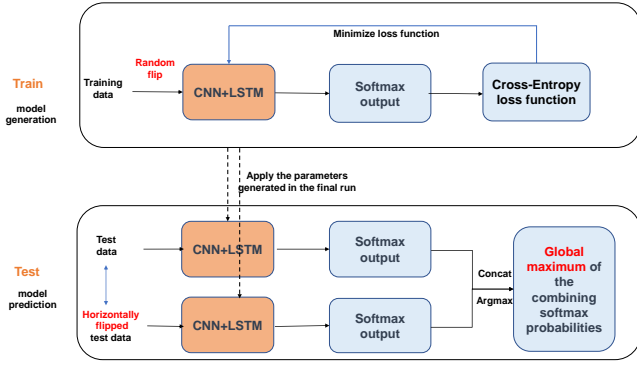 Minimize loss function
Random
flip
Train
model
generation
Training
data
CNN+LSTM
Softmax
output
Cross-Entropy
loss function
Apply the parameters
generated in the final run
Test
model
prediction
Test
data
CNN+LSTM
Softmax
output
Horizontally
flipped
test data
CNN+LSTM
Softmax
output
Concat
Argmax
Global
maximum of
the
combining
softmax
probabilities